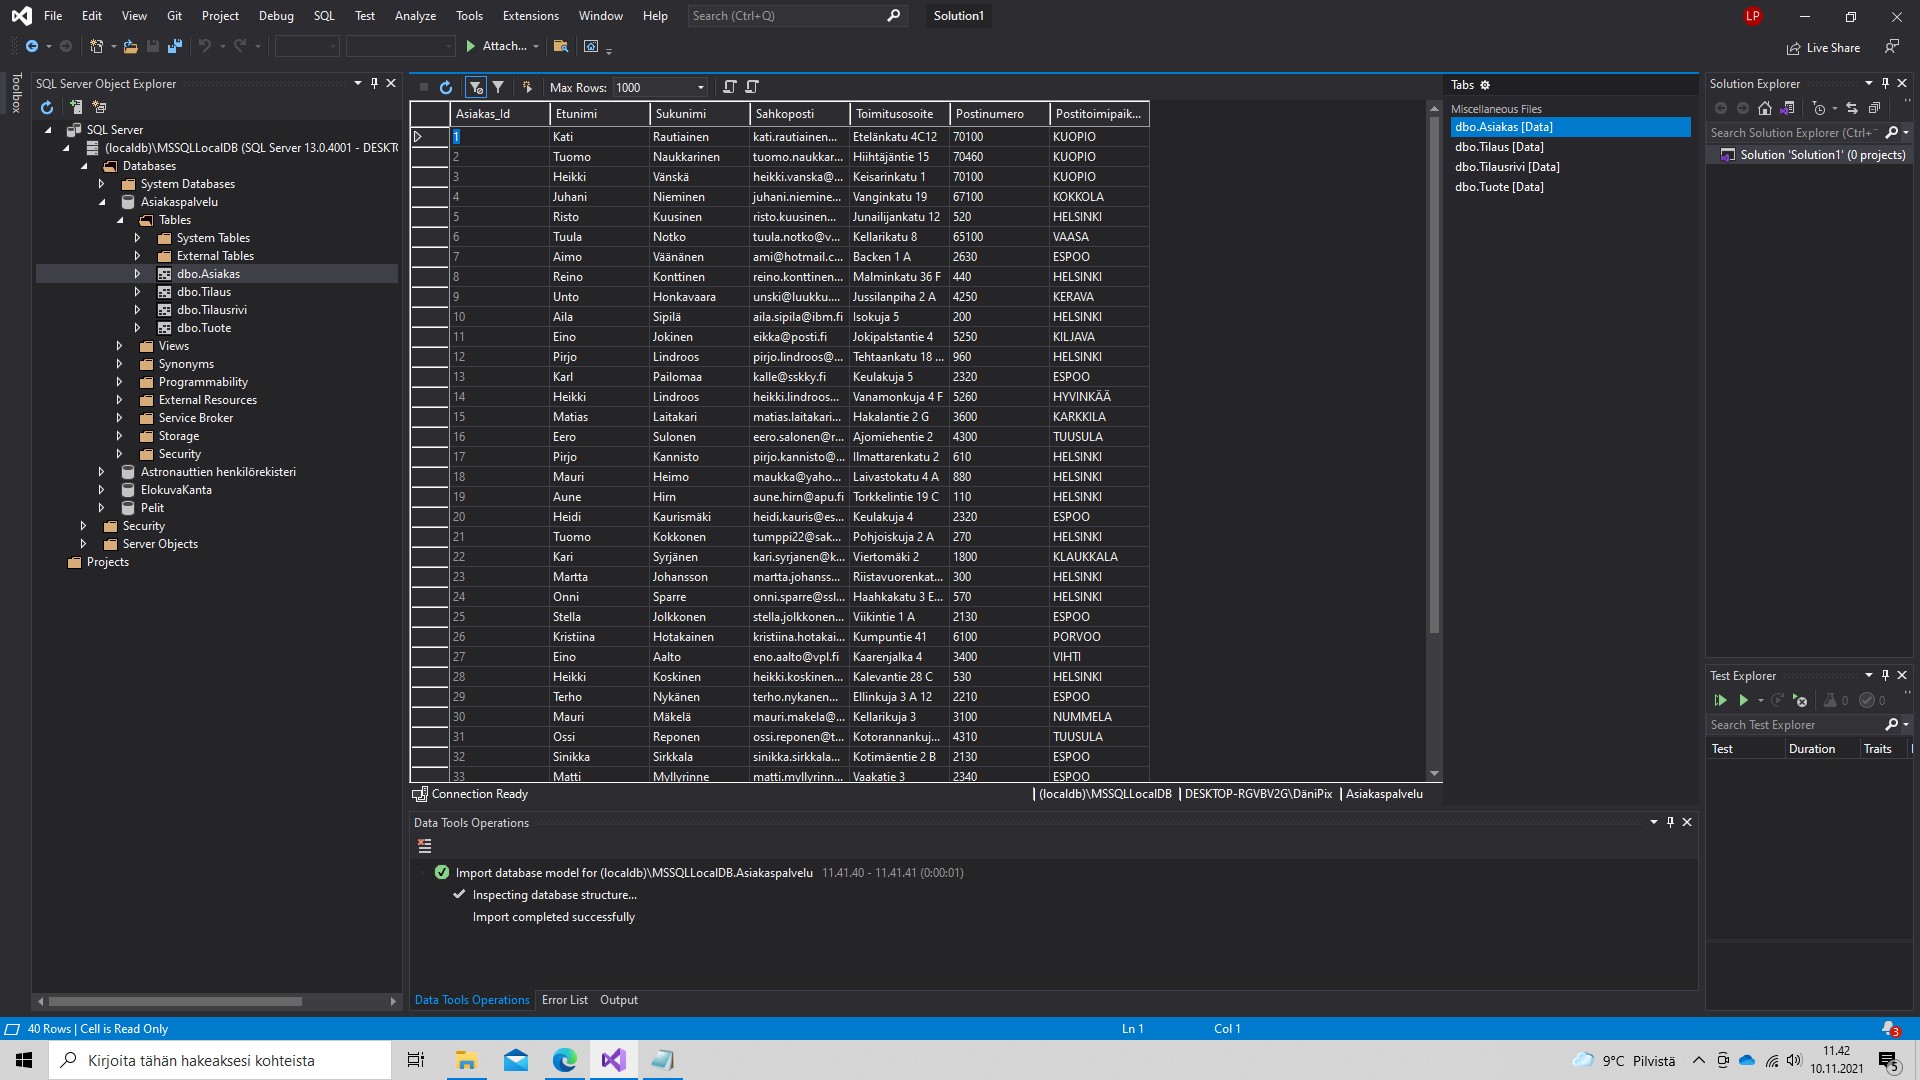 File Edit View Git Project Debug SQL Test Analyze Tools Extensions Window Help Search (Ctrl+Q) Solution1 LP
Attach... Live Share
Toolbox
SQL Server Object Explorer
SQL Server
(localdb)\MSSQLLocalDB (SQL Server 13.0.4001 - DESKT
Databases
System Databases
Asiakaspalvelu
Tables
System Tables
External Tables
dbo.Asiakas
dbo.Tilaus
dbo.Tilausrivi
dbo.Tuote
Views
Synonyms
Programmability
External Resources
Service Broker
Storage
Security
Astronauttien henkilörekisteri
ElokuvaKanta
Pelit
Security
Server Objects
Projects
Max Rows: 1000
Asiakas_Id Etunimi Sukunimi Sahkoposti Toimitusosoite Postinumero Postitoimipaik...
1 Kati Rautiainen kati.rautiainen... Etelänkatu 4C12 70100 KUOPIO
2 Tuomo Naukkarinen tuomo.naukkar... Hiihtäjäntie 15 70460 KUOPIO
3 Heikki Vänskä heikki.vanska@... Keisarinkatu 1 70100 KUOPIO
4 Juhani Nieminen juhani.niemine... Vanginkatu 19 67100 KOKKOLA
5 Risto Kuusinen risto.kuusinen... Junailijankatu 12 520 HELSINKI
6 Tuula Notko tuula.notko@v... Kellarikatu 8 65100 VAASA
7 Aimo Väänänen ami@hotmail.c... Backen 1 A 2630 ESPOO
8 Reino Konttinen reino.konttinen... Malminkatu 36 F 440 HELSINKI
9 Unto Honkavaara unski@luukku.... Jussilanpiha 2 A 4250 KERAVA
10 Aila Sipilä aila.sipila@ibm.fi Isokuja 5 200 HELSINKI
11 Eino Jokinen eikka@posti.fi Jokipalstantie 4 5250 KILJAVA
12 Pirjo Lindroos pirjo.lindroos@... Tehtaankatu 18 ... 960 HELSINKI
13 Karl Pailomaa kalle@sskky.fi Keulakuja 5 2320 ESPOO
14 Heikki Lindroos heikki.lindroos... Vanamonkuja 4 F 5260 HYVINKÄÄ
15 Matias Laitakari matias.laitakari... Hakalantie 2 G 3600 KARKKILA
16 Eero Sulonen eero.salonen@r... Ajomiehentie 2 4300 TUUSULA
17 Pirjo Kannisto pirjo.kannisto@... Ilmattarenkatu 2 610 HELSINKI
18 Mauri Heimo maukka@yaho... Laivastokatu 4 A 880 HELSINKI
19 Aune Hirn aune.hirn@apu.fi Torkkelintie 19 C 110 HELSINKI
20 Heidi Kaurismäki heidi.kauris@es... Keulakuja 4 2320 ESPOO
21 Tuomo Kokkonen tumppi22@sak... Pohjoiskuja 2 A 270 HELSINKI
22 Kari Syrjänen kari.syrjanen@k... Viertomäki 2 1800 KLAUKKALA
23 Martta Johansson martta.johanss... Riistavuorenkat... 300 HELSINKI
24 Onni Sparre onni.sparre@ssl... Haahkakatu 3 E... 570 HELSINKI
25 Stella Jolkkonen stella.jolkkonen... Viikintie 1 A 2130 ESPOO
26 Kristiina Hotakainen kristiina.hotakai... Kumpuntie 41 6100 PORVOO
27 Eino Aalto eno.aalto@vpl.fi Kaarenjalka 4 3400 VIHTI
28 Heikki Koskinen heikki.koskinen... Kalevantie 28 C 530 HELSINKI
29 Terho Nykänen terho.nykanen... Ellinkuja 3 A 12 2210 ESPOO
30 Mauri Mäkelä mauri.makela@... Kellarikuja 3 3100 NUMMELA
31 Ossi Reponen ossi.reponen@t... Kotorannankuj... 4310 TUUSULA
32 Sinikka Sirkkala sinikka.sirkkala... Kotimäentie 2 B 2130 ESPOO
33 Matti Myllyrinne matti.myllyrinn... Vaakatie 3 2340 ESPOO
Connection Ready (localdb)\MSSQLLocalDB DESKTOP-RGVBV2G\DäniPix Asiakaspalvelu
Tabs
Miscellaneous Files
dbo.Asiakas [Data]
dbo.Tilaus [Data]
dbo.Tilausrivi [Data]
dbo.Tuote [Data]
Solution Explorer
Search Solution Explorer (Ctrl+
Solution 'Solution1' (0 projects)
Test Explorer
0 0
Search Test Explorer
Test Duration Traits
Data Tools Operations
Import database model for (localdb)\MSSQLLocalDB.Asiakaspalvelu 11.41.40 - 11.41.41 (0:00:01)
Inspecting database structure...
Import completed successfully
Data Tools Operations Error List Output
40 Rows | Cell is Read Only Ln 1 Col 1 3
Kirjoita tähän hakeaksesi kohteista 9°C Pilvistä 11.42
10.11.2021 5